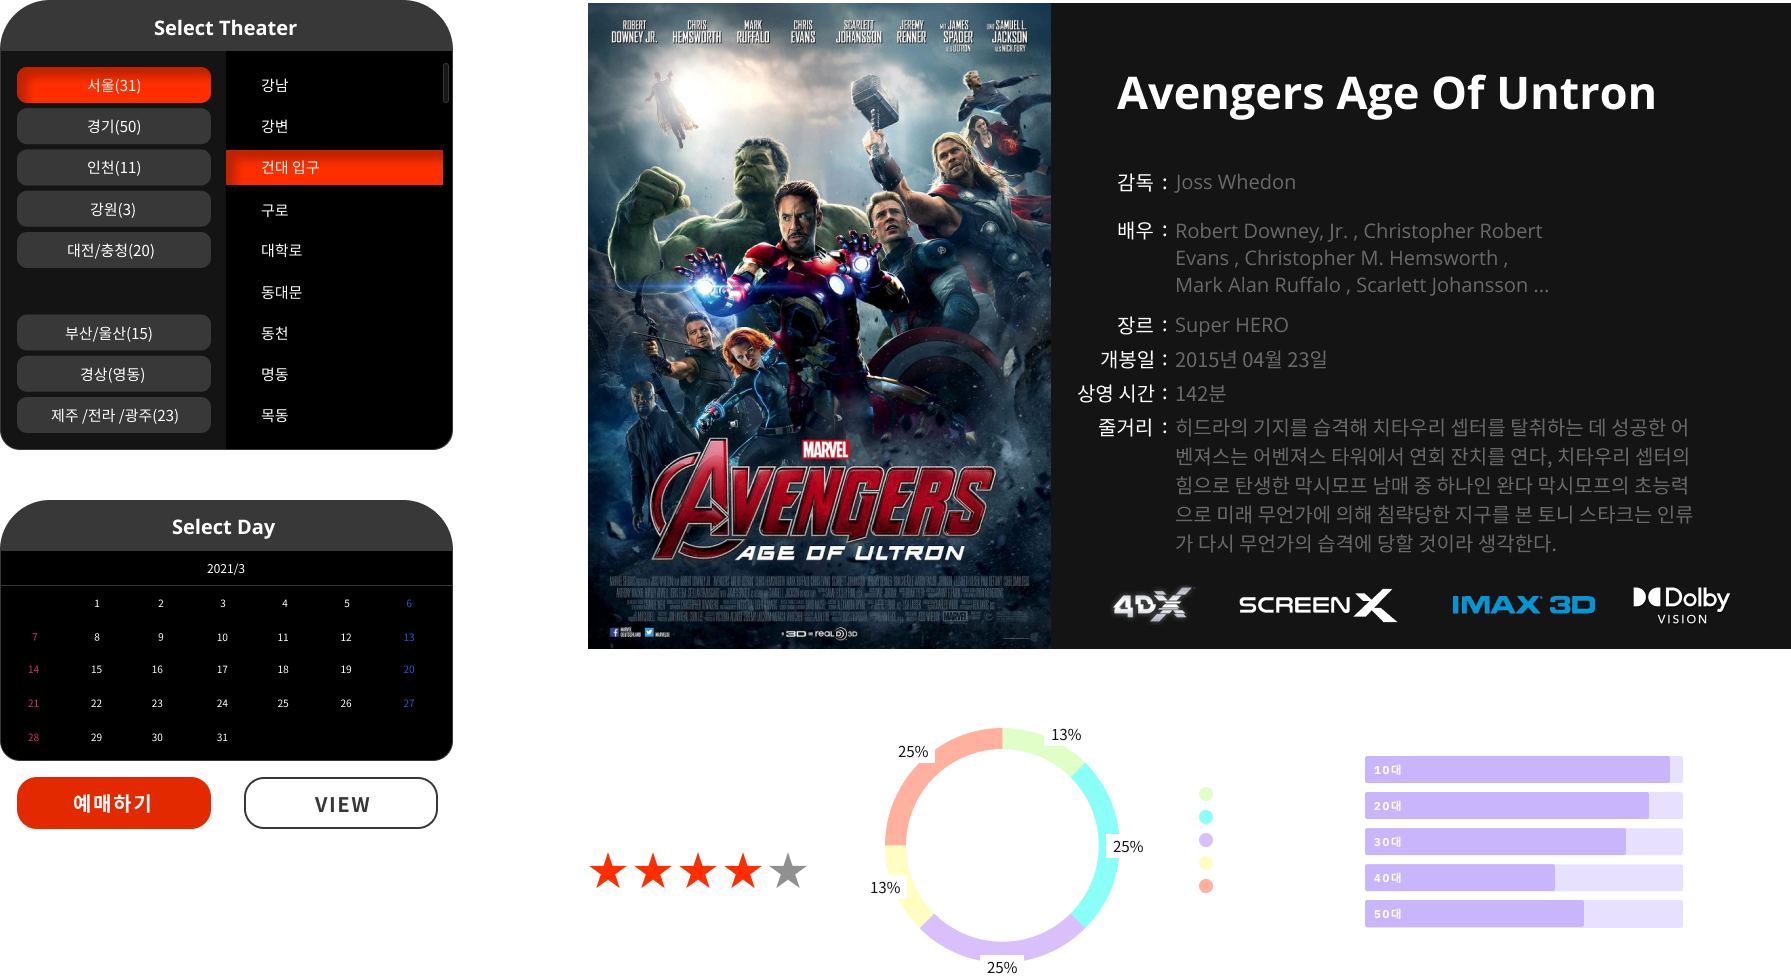 Select Theater
서울(31)
경기(50)
인천(11)
강원(3)
대전/충청(20)
부산/울산(15)
경상(영동)
제주 /전라 /광주(23)
강남
강변
건대 입구
구로
대학로
동대문
동천
명동
목동
Select Day
2021/3
1 2 3 4 5 6
7 8 9 10 11 12 13
14 15 16 17 18 19 20
21 22 23 24 25 26 27
28 29 30 31
예매하기
VIEW
ROBERT DOWNEY JR.
CHRIS HEMSWORTH
MARK RUFFALO
CHRIS EVANS
SCARLETT JOHANSSON
JEREMY RENNER
MIT JAMES SPADER ALS ULTRON
UND SAMUEL L. JACKSON ALS NICK FURY
MARVEL
AVENGERS
AGE OF ULTRON
3D REAL D 3D
Avengers Age Of Untron
감독 : Joss Whedon
배우 : Robert Downey, Jr. , Christopher Robert
Evans , Christopher M. Hemsworth ,
Mark Alan Ruffalo , Scarlett Johansson ...
장르 : Super HERO
개봉일 : 2015년 04월 23일
상영 시간 : 142분
줄거리 : 히드라의 기지를 습격해 치타우리 셉터를 탈취하는 데 성공한 어
벤져스는 어벤져스 타워에서 연회 잔치를 연다, 치타우리 셉터의
힘으로 탄생한 막시모프 남매 중 하나인 완다 막시모프의 초능력
으로 미래 무언가에 의해 침략당한 지구를 본 토니 스타크는 인류
가 다시 무언가의 습격에 당할 것이라 생각한다.
4DX
SCREEN X
IMAX 3D
Dolby
VISION
13%
25%
25%
13%
25%
10대
20대
30대
40대
50대